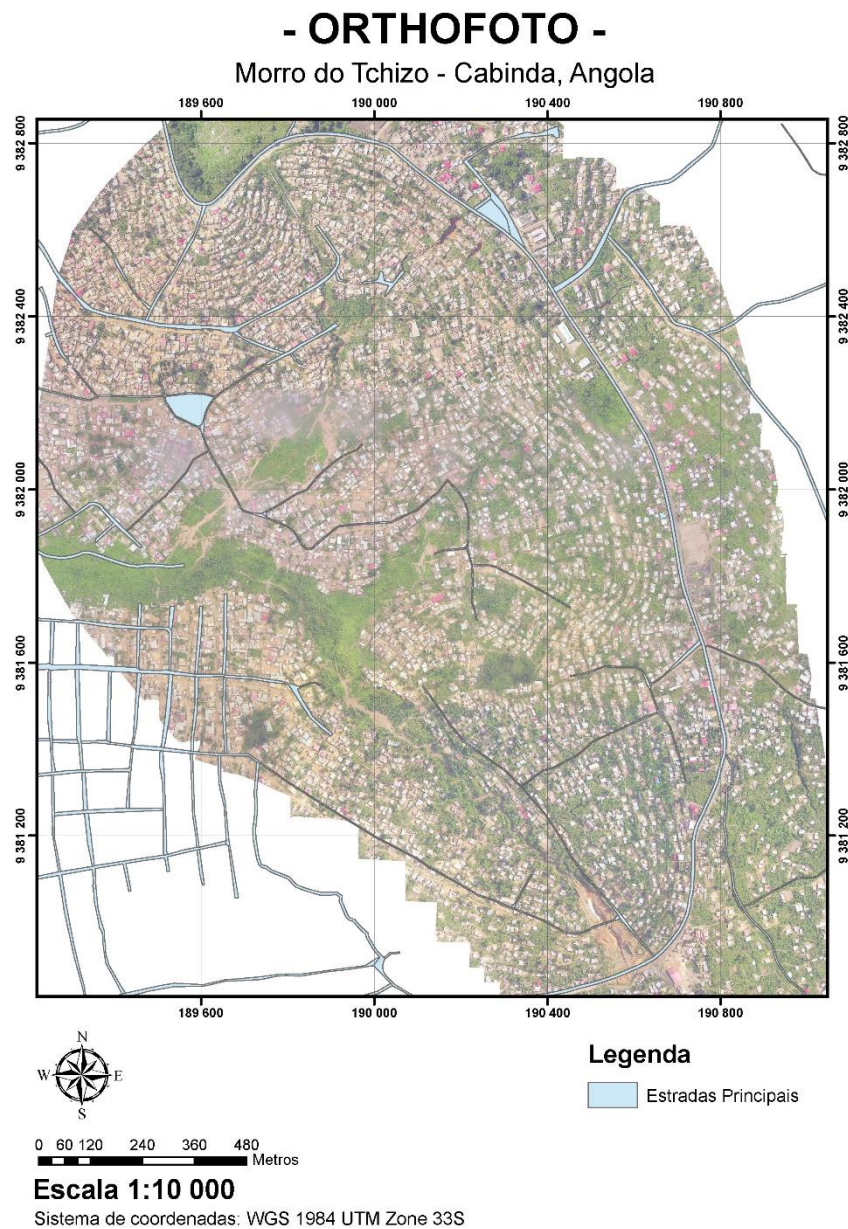 - ORTHOFOTO -
Morro do Tchizo - Cabinda, Angola
189 600 190 000 190 400 190 800
9 382 800 9 382 800
9 382 400 9 382 400
9 382 000 9 382 000
9 381 600 9 381 600
9 381 200 9 381 200
189 600 190 000 190 400 190 800
N
W E
S
Legenda
Estradas Principais
0 60 120 240 360 480
Metros
Escala 1:10 000
Sistema de coordenadas: WGS 1984 UTM Zone 33S